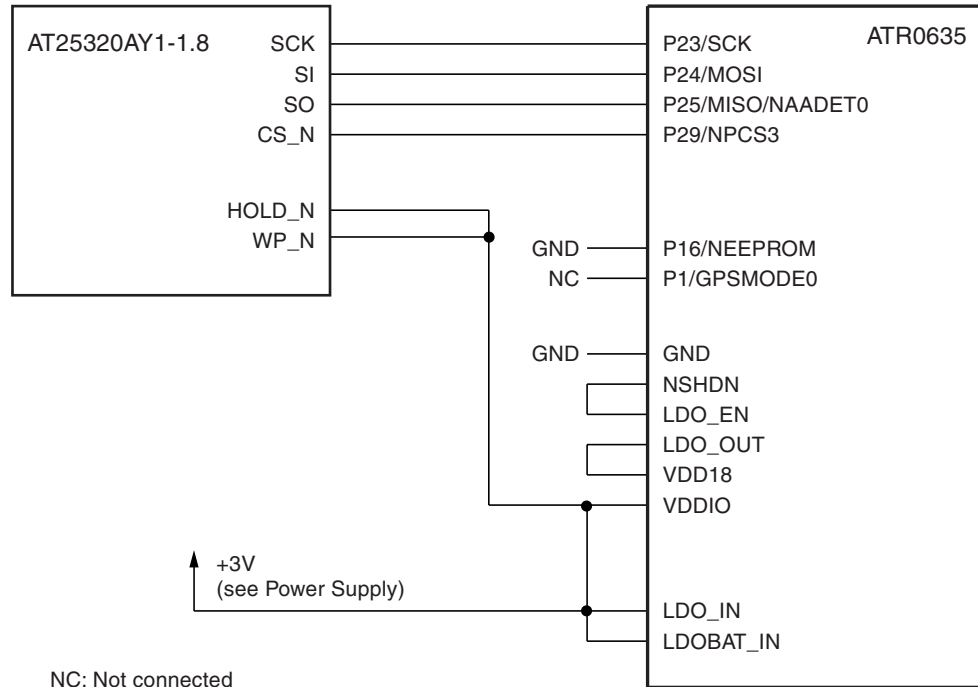 AT25320AY1-1.8
SCK
SI
SO
CS_N
HOLD_N
WP_N
ATR0635
P23/SCK
P24/MOSI
P25/MISO/NAADET0
P29/NPCS3
GND
P16/NEEPROM
NC
P1/GPSMODE0
GND
GND
NSHDN
LDO_EN
LDO_OUT
VDD18
VDDIO
+3V
(see Power Supply)
LDO_IN
LDOBAT_IN
NC: Not connected